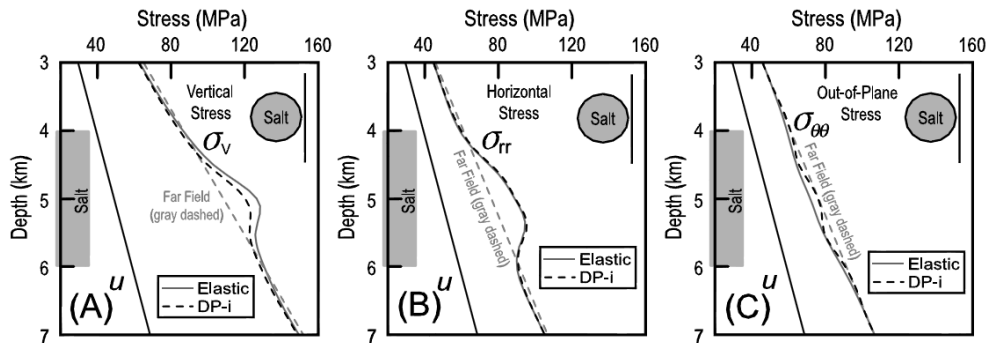 Stress (MPa)
40 80 120 160
Depth (km)
3
4
5
6
7
Vertical
Stress
Salt
σv
Far Field
(gray dashed)
Salt
u
(A)
Elastic
DP-i
Stress (MPa)
40 80 120 160
Depth (km)
3
4
5
6
7
Horizontal
Stress
Salt
σrr
Far Field
(gray dashed)
Salt
u
(B)
Elastic
DP-i
Stress (MPa)
40 80 120 160
Depth (km)
3
4
5
6
7
Out-of-Plane
Stress
Salt
σθθ
Far Field
(gray dashed)
Salt
u
(C)
Elastic
DP-i